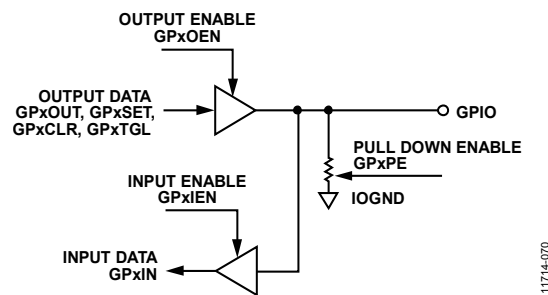 OUTPUT ENABLE
GPxOEN
OUTPUT DATA
GPxOUT, GPxSET,
GPxCLR, GPxTGL
GPIO
PULL DOWN ENABLE
GPxPE
INPUT ENABLE
GPxIEN
IOGND
INPUT DATA
GPxIN
11714-070